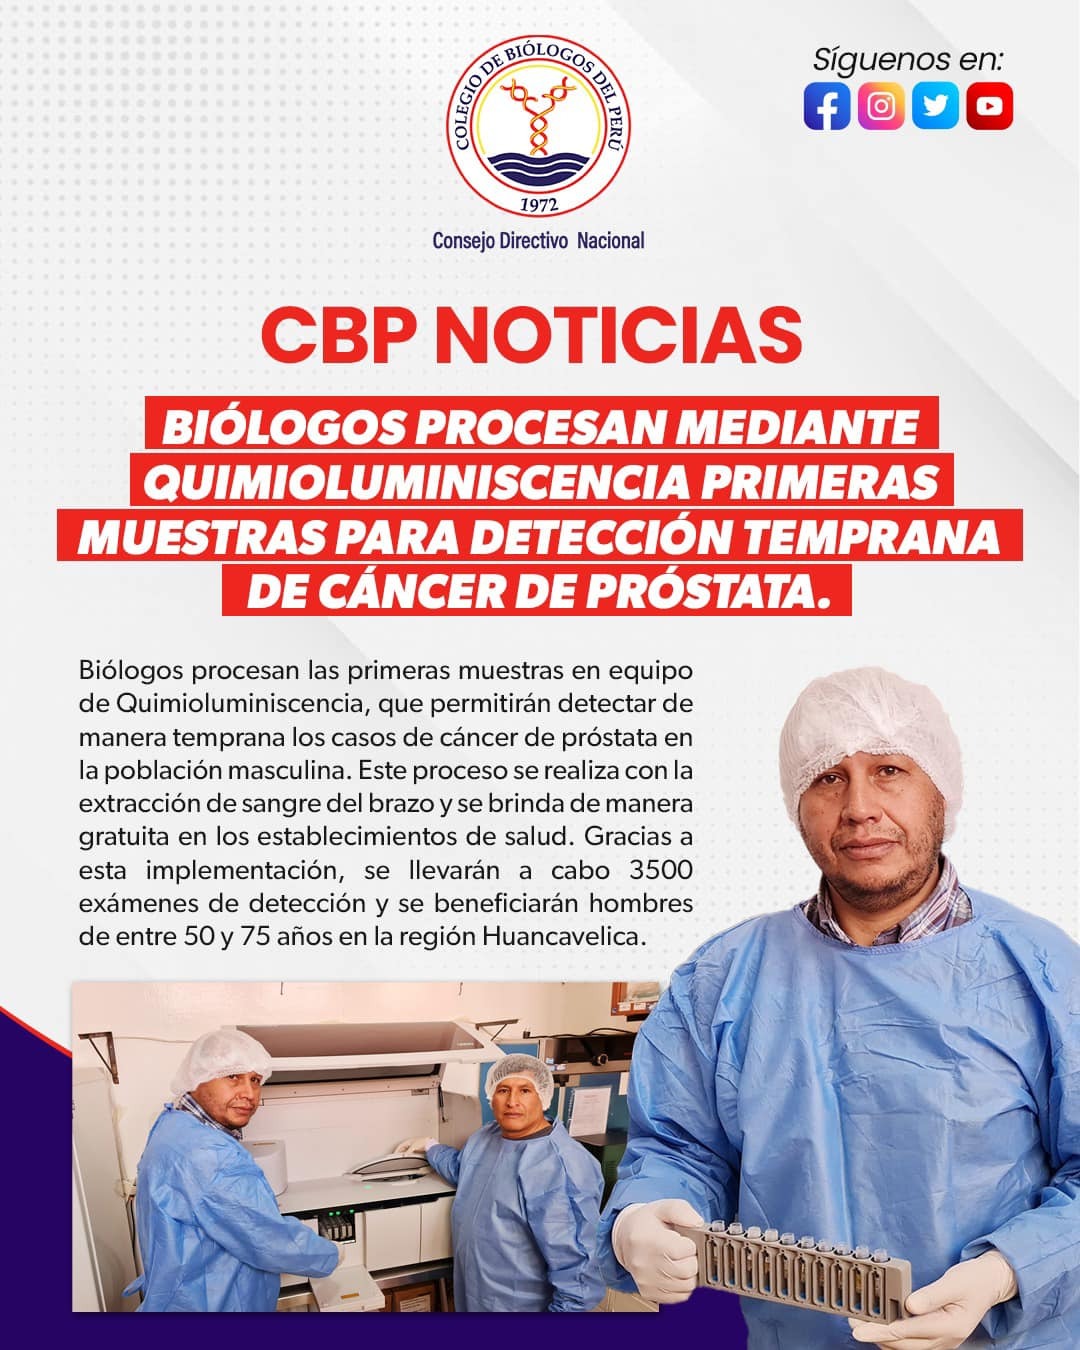 COLEGIO DE BIÓLOGOS DEL PERÚ
1972
Consejo Directivo Nacional
Síguenos en:
CBP NOTICIAS
BIÓLOGOS PROCESAN MEDIANTE
QUIMIOLUMINISCENCIA PRIMERAS
MUESTRAS PARA DETECCIÓN TEMPRANA
DE CÁNCER DE PRÓSTATA.
Biólogos procesan las primeras muestras en equipo
de Quimioluminiscencia, que permitirán detectar de
manera temprana los casos de cáncer de próstata en
la población masculina. Este proceso se realiza con la
extracción de sangre del brazo y se brinda de manera
gratuita en los establecimientos de salud. Gracias a
esta implementación, se llevarán a cabo 3500
exámenes de detección y se beneficiarán hombres
de entre 50 y 75 años en la región Huancavelica.